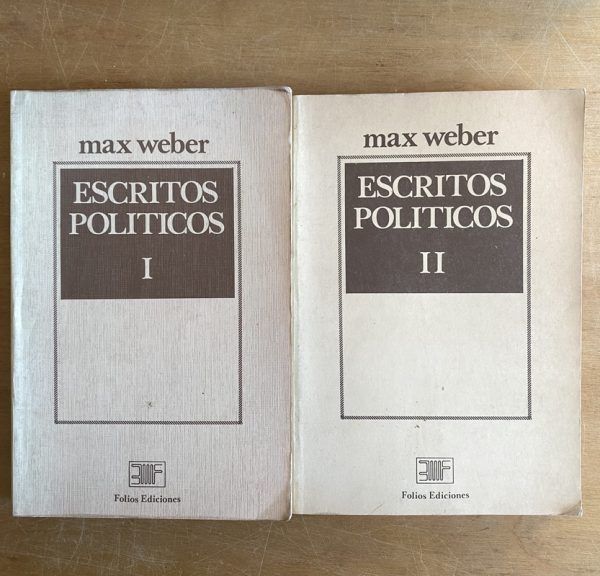 max weber
ESCRITOS
POLITICOS
I
Folios Ediciones
max weber
ESCRITOS
POLITICOS
II
Folios Ediciones